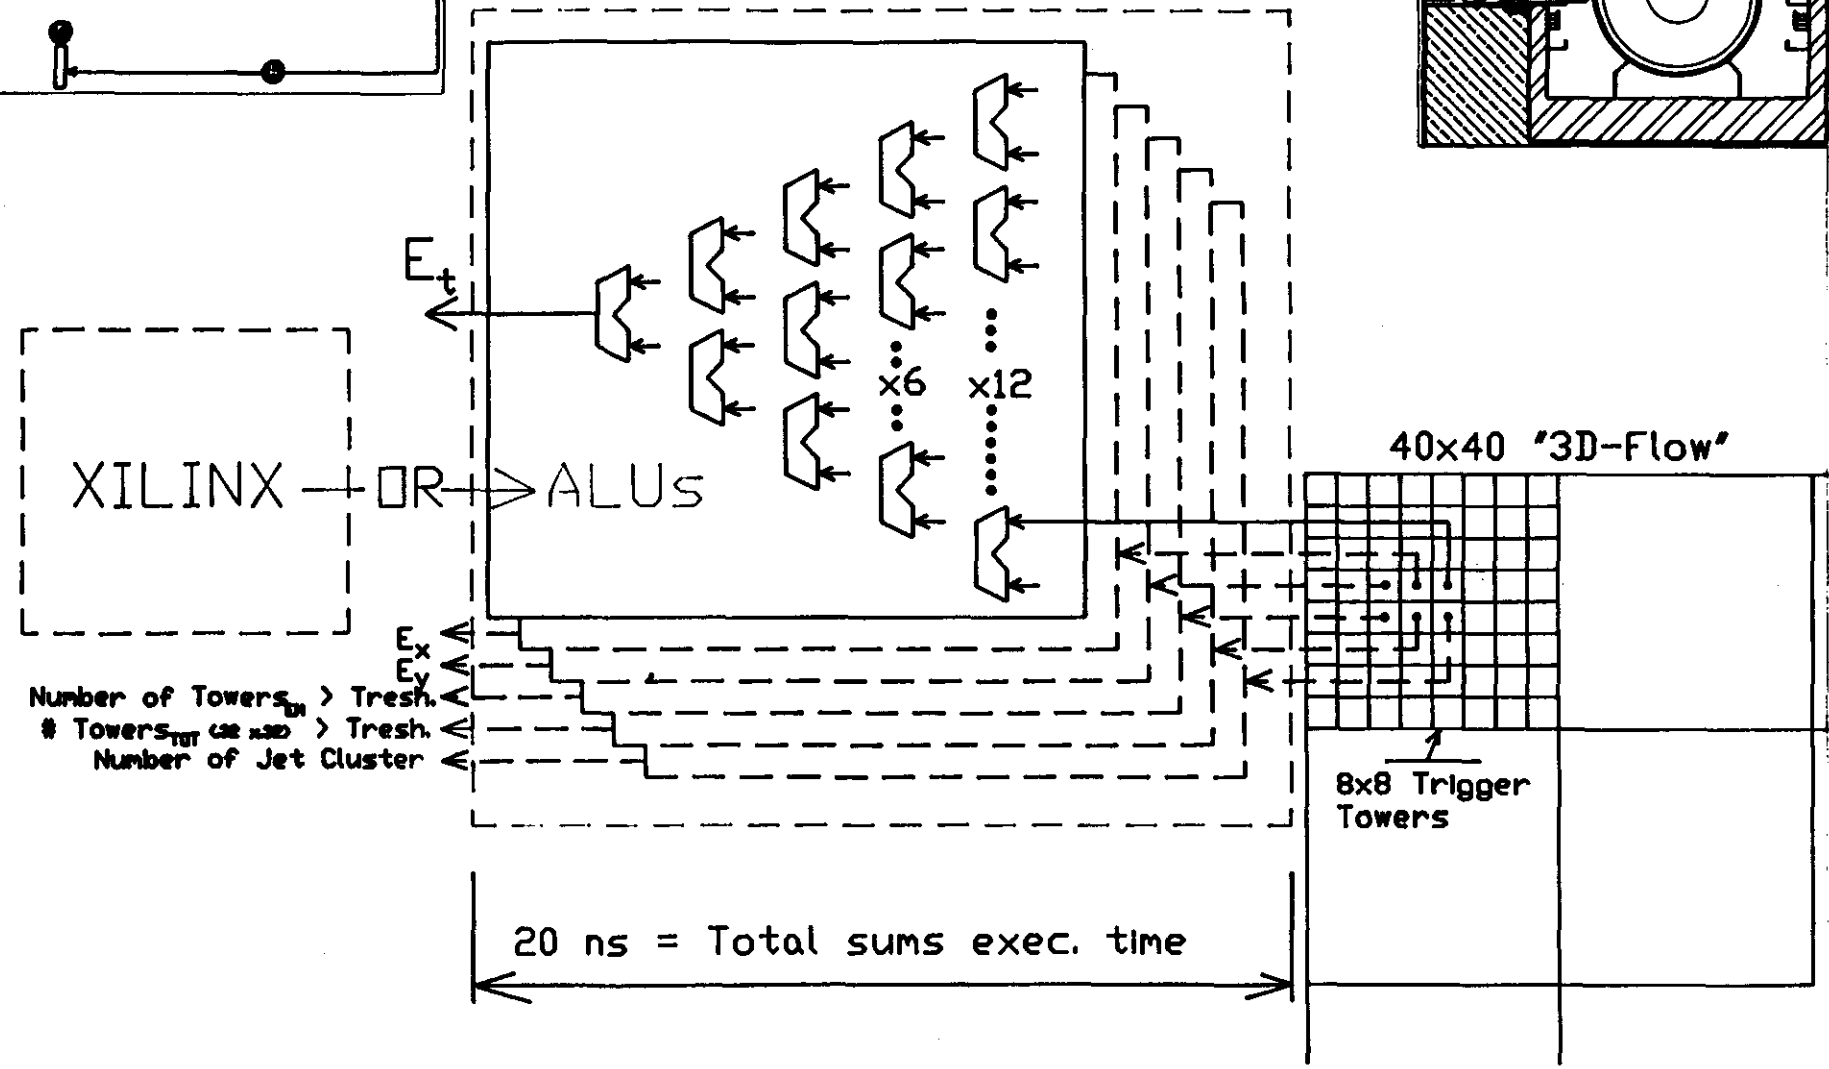 E_t
x6
x12
40x40 "3D-Flow"
XILINX OR ALUs
E_x
E_y
Number of Towers > Tresh.
# Towers_TOT > Tresh.
Number of Jet Cluster
8x8 Trigger
Towers
20 ns = Total sums exec. time